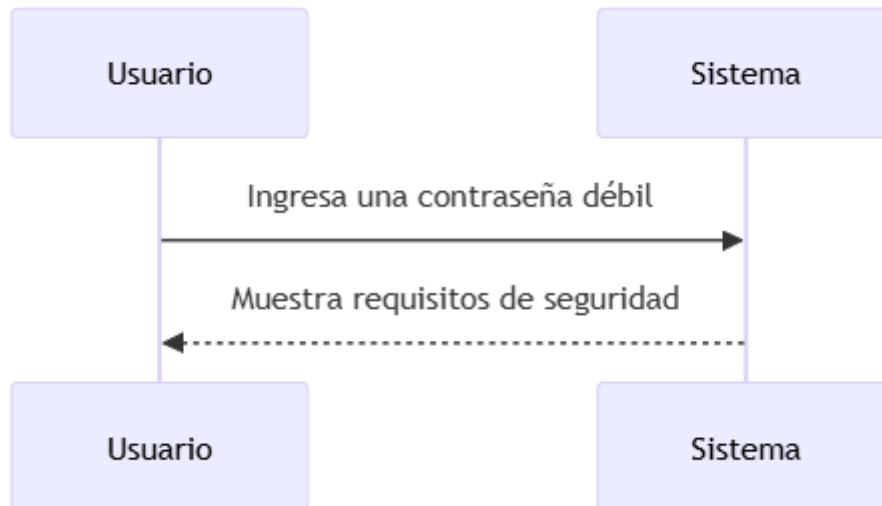 Usuario
Sistema
Ingresa una contraseña débil
Muestra requisitos de seguridad
Usuario
Sistema